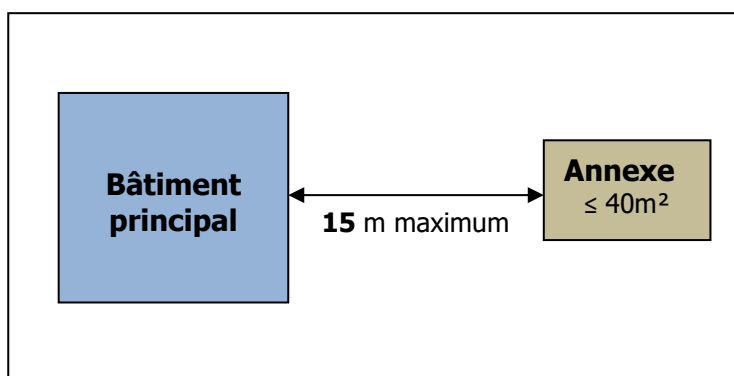 Bâtiment
principal
15 m maximum
Annexe
≤ 40m²